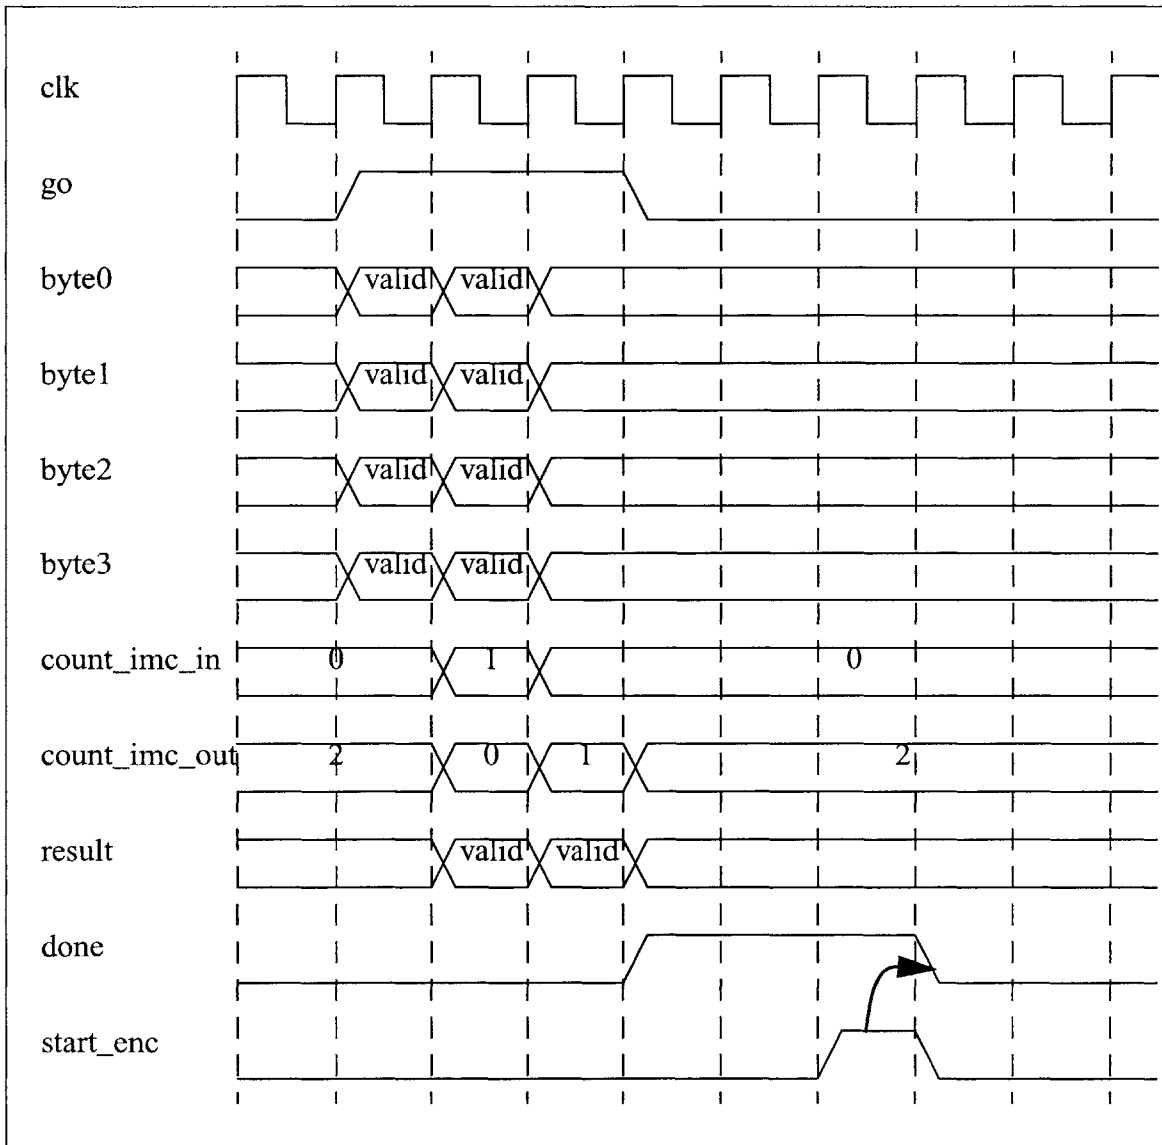 clk
go
byte0 valid valid
byte1 valid valid
byte2 valid valid
byte3 valid valid
count_imc_in 0 1 0
count_imc_out 2 0 1 2
result valid valid
done
start_enc